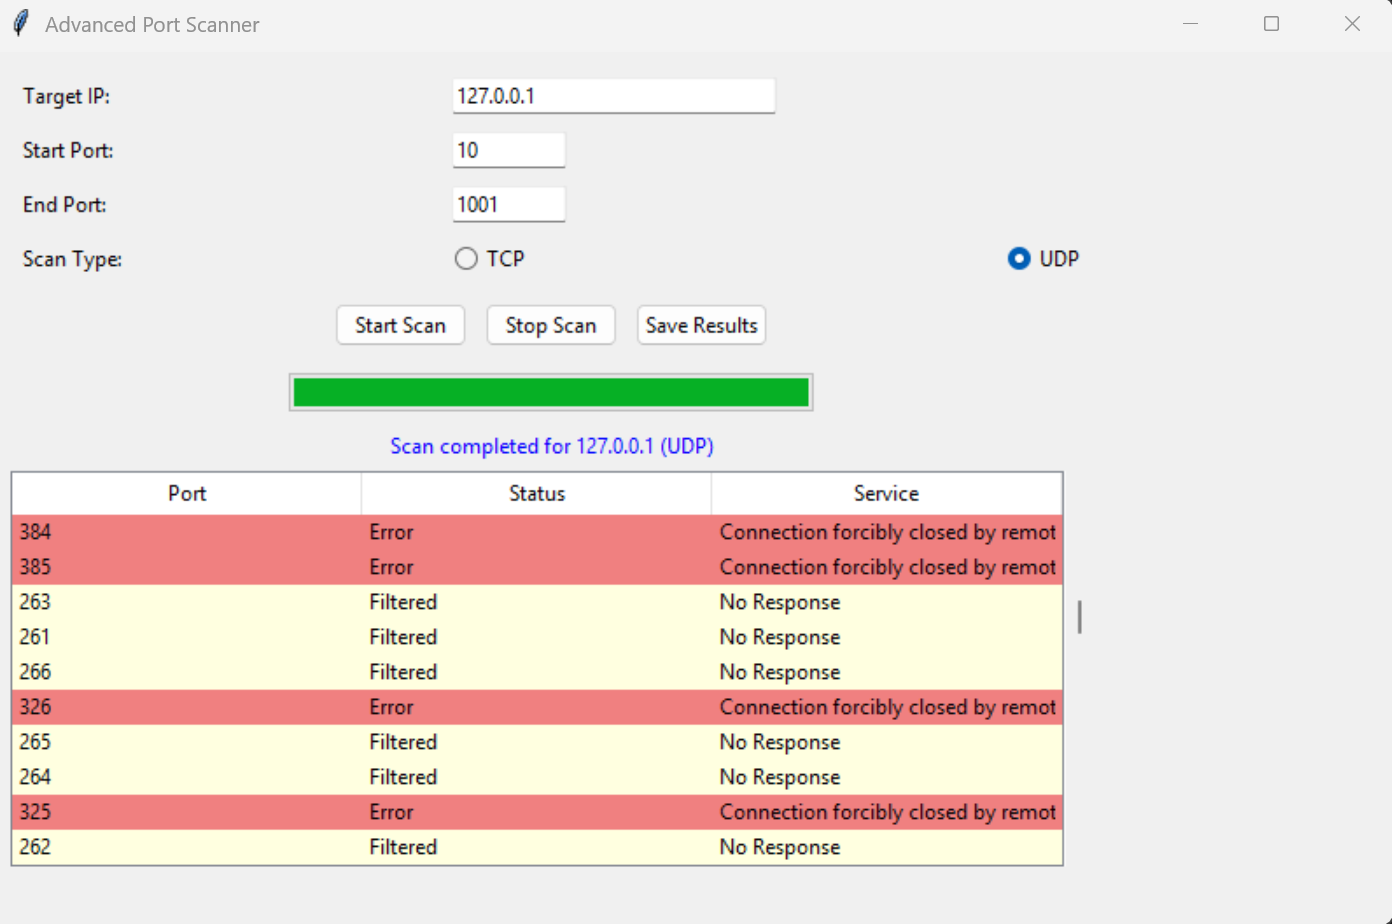 Advanced Port Scanner
Target IP: 127.0.0.1
Start Port: 10
End Port: 1001
Scan Type: TCP UDP
Start Scan Stop Scan Save Results
Scan completed for 127.0.0.1 (UDP)
Port Status Service
384 Error Connection forcibly closed by remot
385 Error Connection forcibly closed by remot
263 Filtered No Response
261 Filtered No Response
266 Filtered No Response
326 Error Connection forcibly closed by remot
265 Filtered No Response
264 Filtered No Response
325 Error Connection forcibly closed by remot
262 Filtered No Response